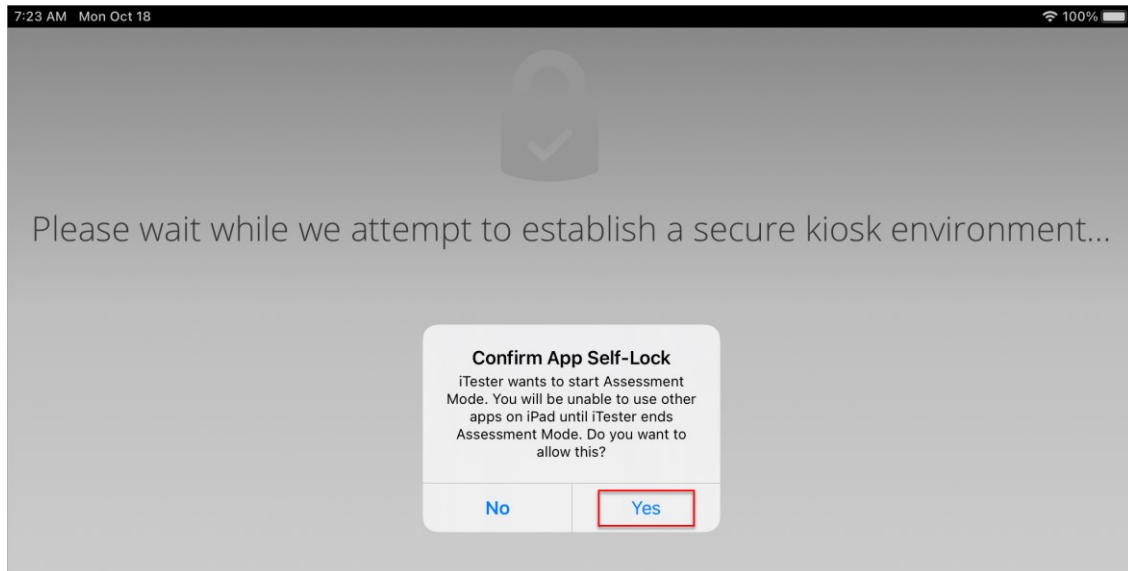 7:23 AM Mon Oct 18
100%
Please wait while we attempt to establish a secure kiosk environment...
Confirm App Self-Lock
iTester wants to start Assessment
Mode. You will be unable to use other
apps on iPad until iTester ends
Assessment Mode. Do you want to
allow this?
No
Yes